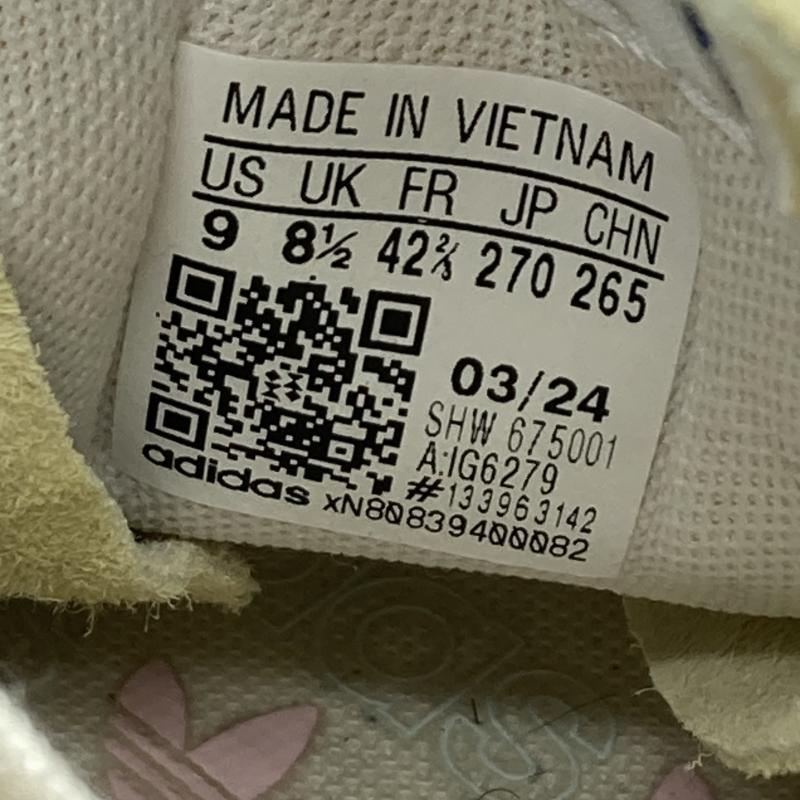 MADE IN VIETNAM
US UK FR JP CHN
9 8½ 42⅔ 270 265
03/24
SHW 675001
A:IG6279
#133963142
adidas xN80839400082